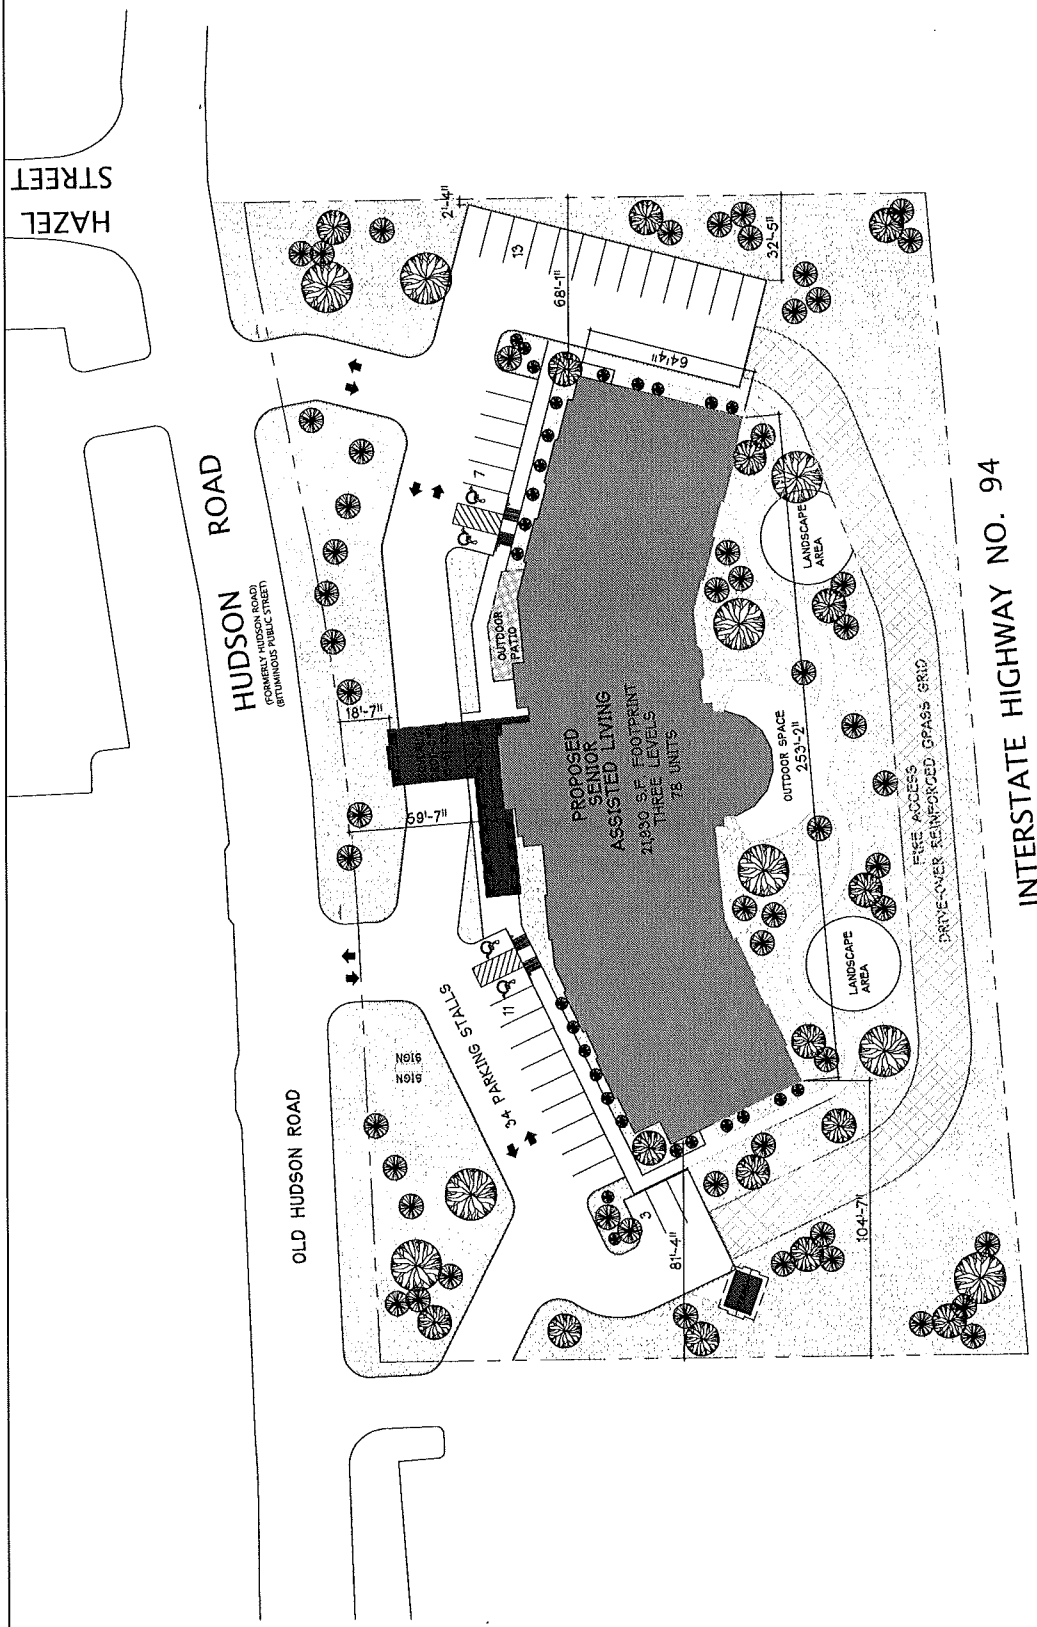 HAZEL
STREET
HUDSON ROAD
(FORMERLY HUDSON ROAD)
(BITUMINOUS PUBLIC STREET)
OLD HUDSON ROAD
2'-4"
13
68'-1"
32'-5"
64'4"
7
18'-7"
59'-7"
OUTDOOR
PATIO
PROPOSED
SENIOR
ASSISTED LIVING
21,890 S.F. FOOTPRINT
THREE LEVELS
78 UNITS
LANDSCAPE
AREA
OUTDOOR SPACE
253'-2"
LANDSCAPE
AREA
FIRE ACCESS
DRIVE-OVER REINFORCED GRASS GRID
SIGN
SIGN
34 PARKING STALLS
11
3
81'-4"
104'-7"
INTERSTATE HIGHWAY NO. 94